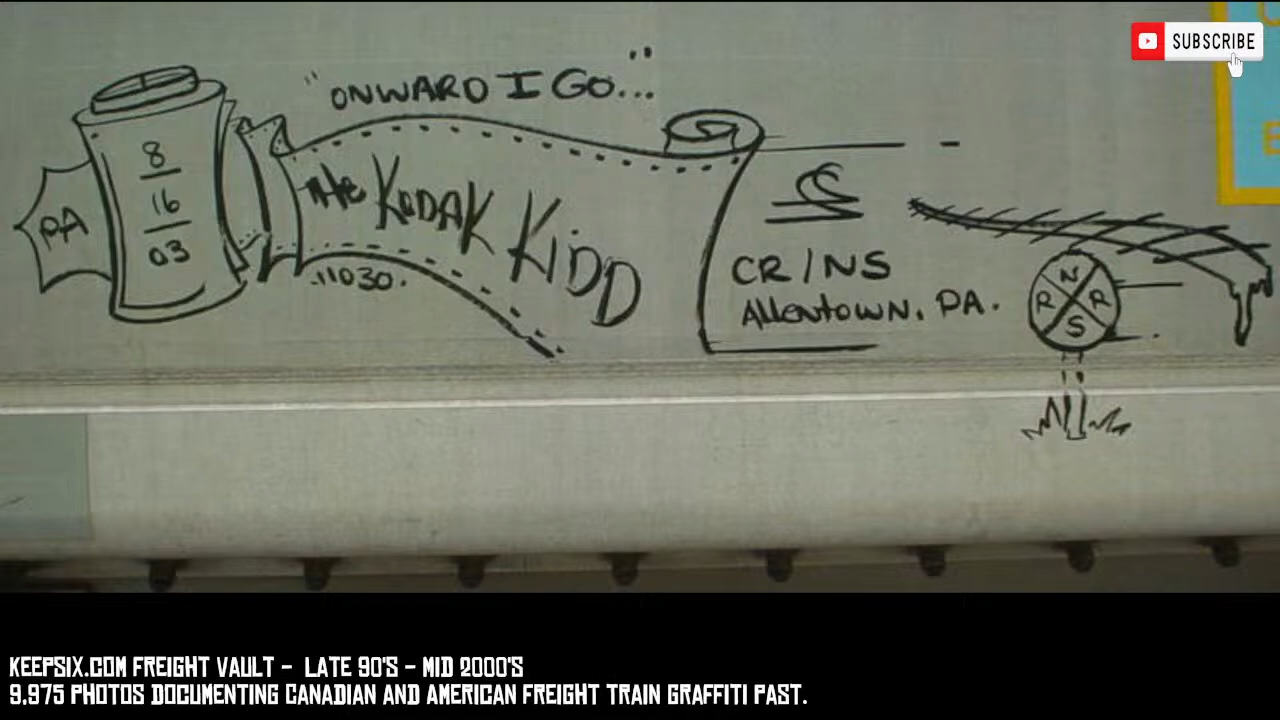 SUBSCRIBE
"ONWARD I GO..."
8
16
03
PA
THE KODAK KIDD
.11030.
CR/NS
Allentown, PA.
N
R R
S
KEEPSIX.COM FREIGHT VAULT - LATE 90'S - MID 2000'S
9,975 PHOTOS DOCUMENTING CANADIAN AND AMERICAN FREIGHT TRAIN GRAFFITI PAST.